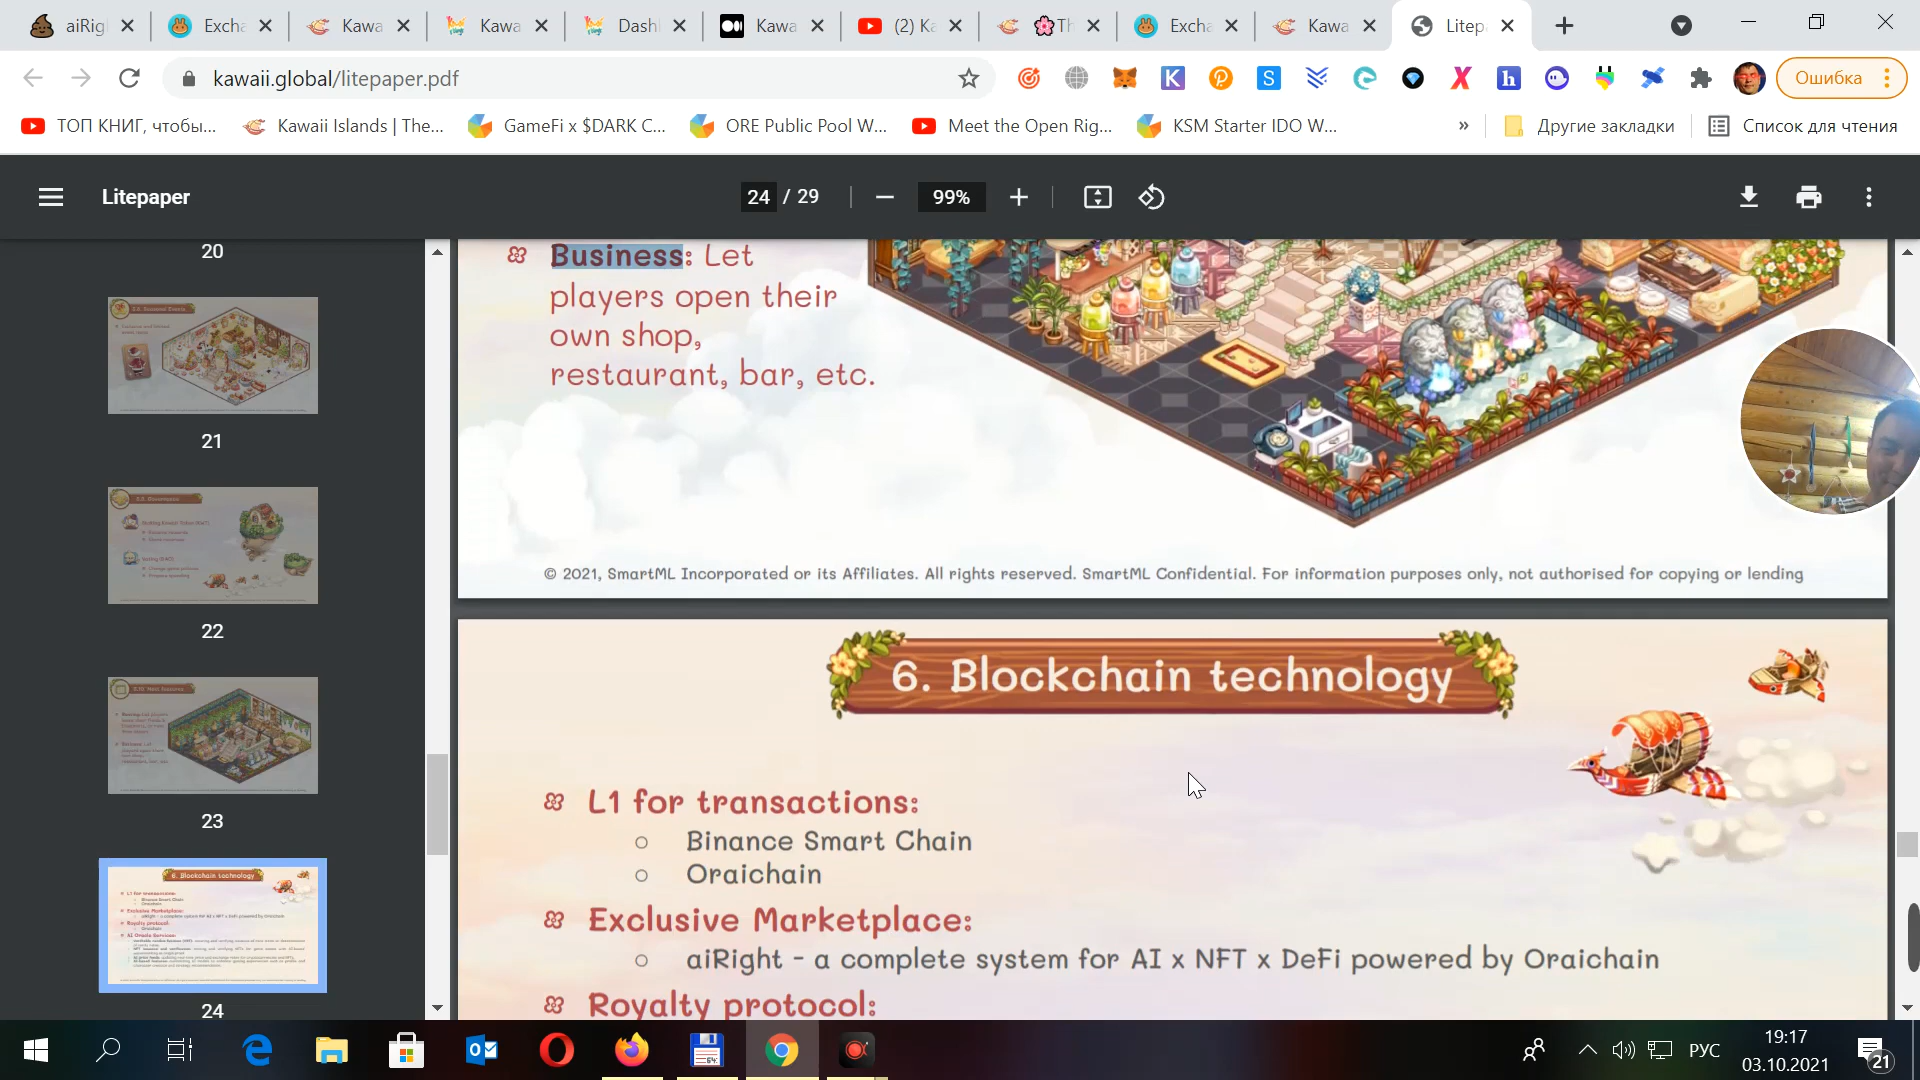 aiRig
Excha
Kawa
Kawa
Dash
Kawa
(2) Ka
Th
Excha
Kawa
Litep
kawaii.global/litepaper.pdf
Ошибка
ТОП КНИГ, чтобы...
Kawaii Islands | The...
GameFi x $DARK C...
ORE Public Pool W...
Meet the Open Rig...
KSM Starter IDO W...
»
Другие закладки
Список для чтения
Litepaper
24 / 29
99%
20
21
22
23
6. Blockchain technology
24
Business: Let
players open their
own shop,
restaurant, bar, etc.
© 2021, SmartML Incorporated or its Affiliates. All rights reserved. SmartML Confidential. For information purposes only, not authorised for copying or lending
6. Blockchain technology
L1 for transactions:
Binance Smart Chain
Oraichain
Exclusive Marketplace:
aiRight - a complete system for AI x NFT x DeFi powered by Oraichain
Royalty protocol:
РУС
19:17
03.10.2021
21